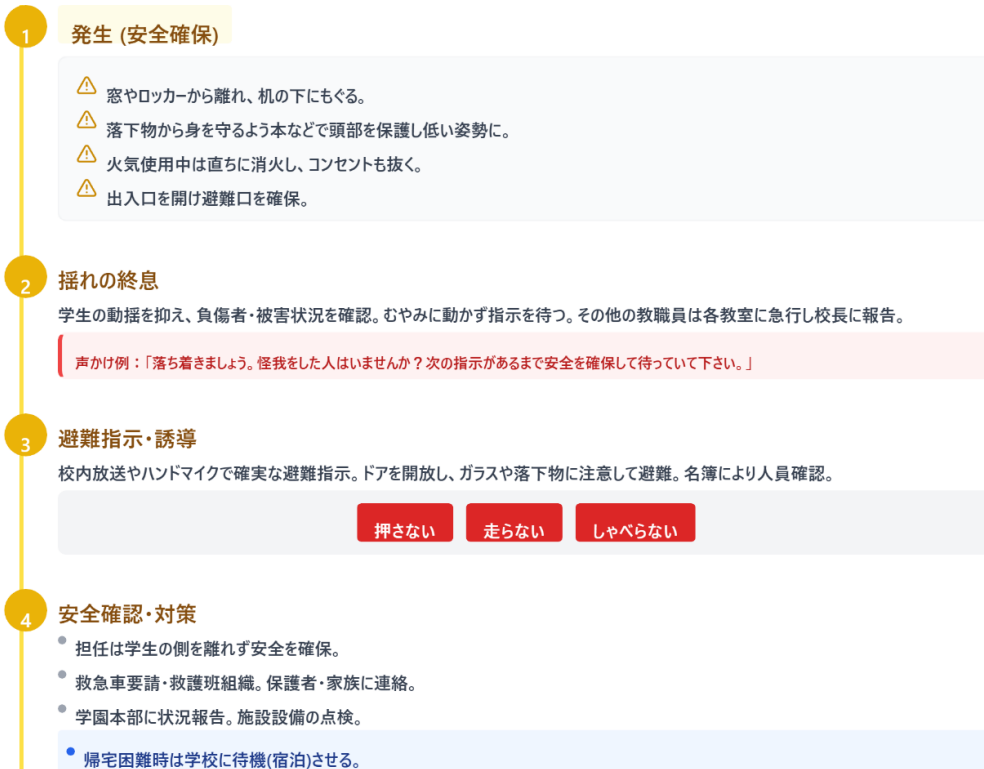 1
発生 (安全確保)
窓やロッカーから離れ、机の下にもぐる。
落下物から身を守るよう本などで頭部を保護し低い姿勢に。
火気使用中は直ちに消火し、コンセントも抜く。
出入口を開け避難口を確保。
2
揺れの終息
学生の動揺を抑え、負傷者・被害状況を確認。むやみに動かず指示を待つ。その他の教職員は各教室に急行し校長に報告。
声かけ例：「落ち着きましょう。怪我をした人はいませんか？次の指示があるまで安全を確保して待っていて下さい。」
3
避難指示・誘導
校内放送やハンドマイクで確実な避難指示。ドアを開放し、ガラスや落下物に注意して避難。名簿により人員確認。
押さない 走らない しゃべらない
4
安全確認・対策
担任は学生の側を離れず安全を確保。
救急車要請・救護班組織。保護者・家族に連絡。
学園本部に状況報告。施設設備の点検。
帰宅困難時は学校に待機(宿泊)させる。